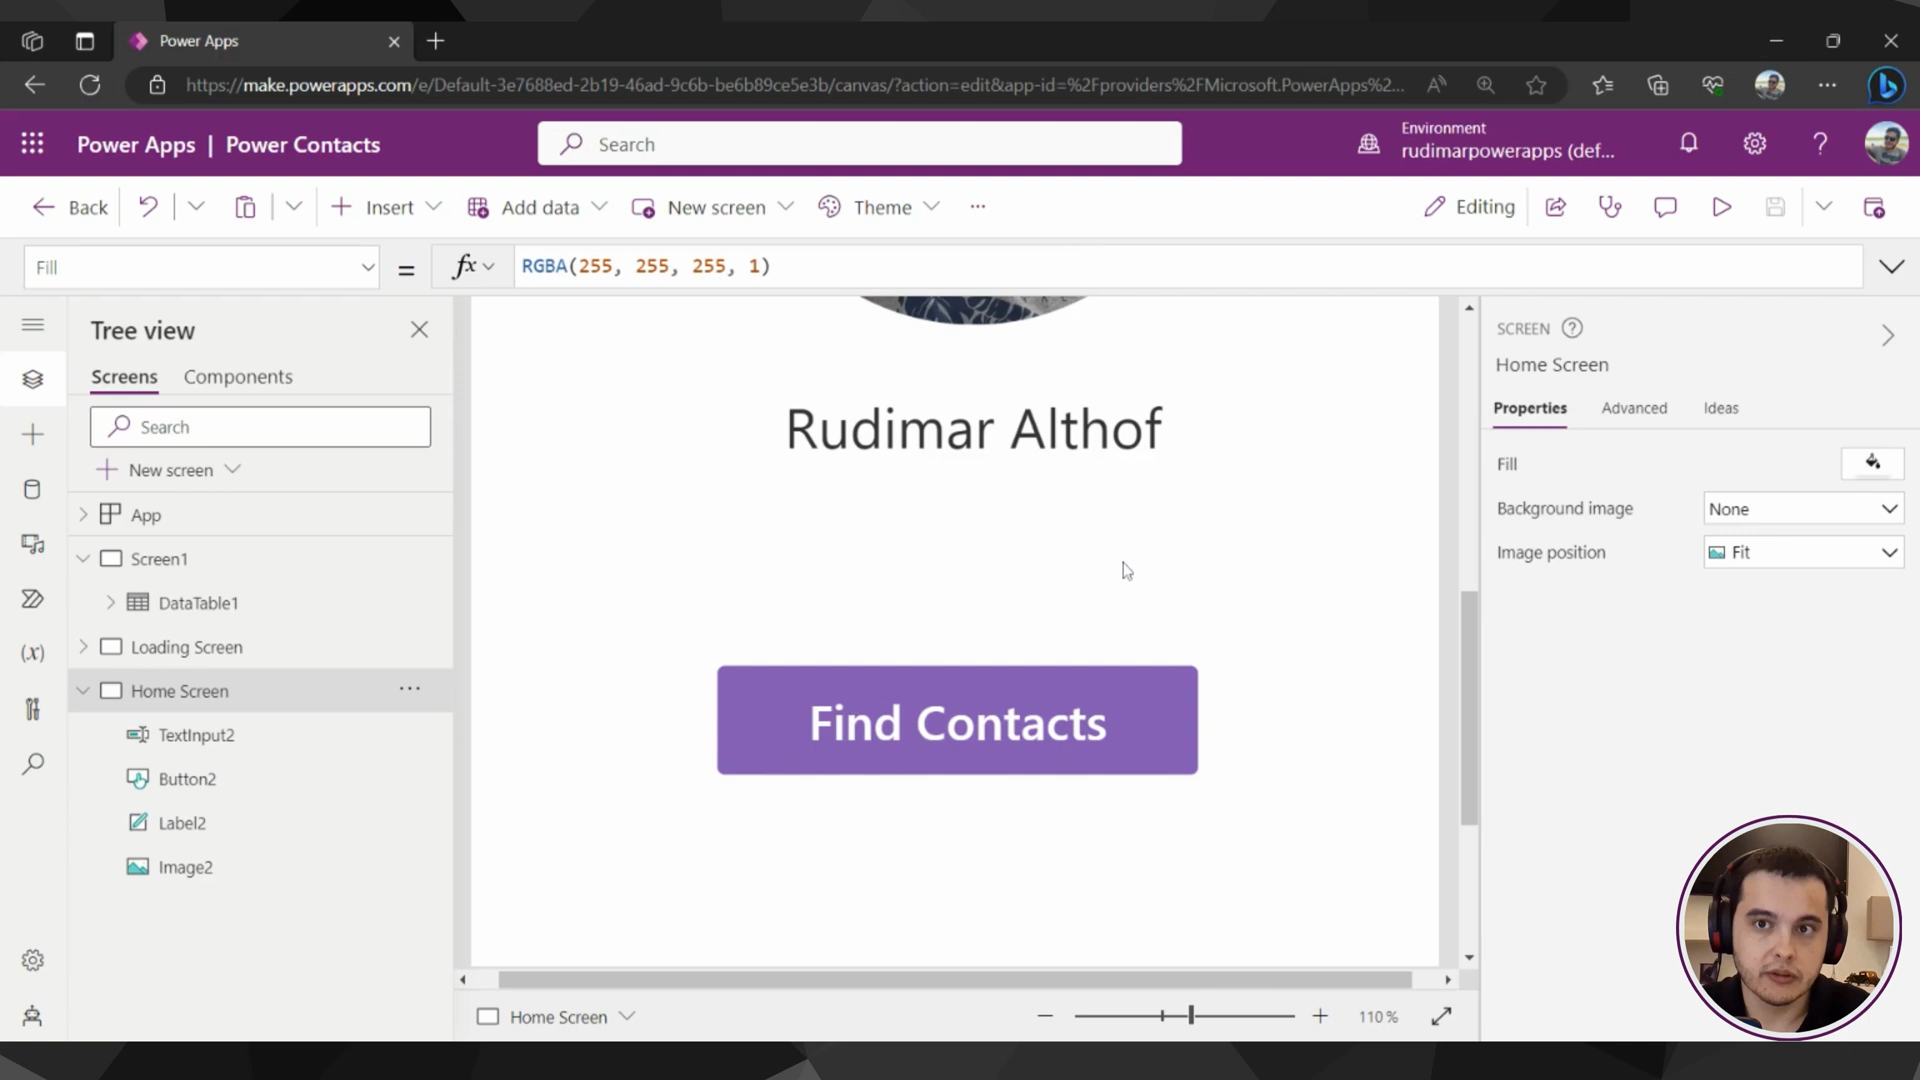 Power Apps
https://make.powerapps.com/e/Default-3e7688ed-2b19-46ad-9c6b-be6b89ce5e3b/canvas/?action=edit&app-id=%2Fproviders%2FMicrosoft.PowerApps%2...
Power Apps | Power Contacts
Search
Environment
rudimarpowerapps (def...
Back
Insert
Add data
New screen
Theme
...
Editing
Fill
=
fx
RGBA(255, 255, 255, 1)
Tree view
Screens
Components
Search
New screen
App
Screen1
DataTable1
Loading Screen
Home Screen
TextInput2
Button2
Label2
Image2
Rudimar Althof
Find Contacts
Home Screen
110 %
SCREEN
Home Screen
Properties
Advanced
Ideas
Fill
Background image
None
Image position
Fit